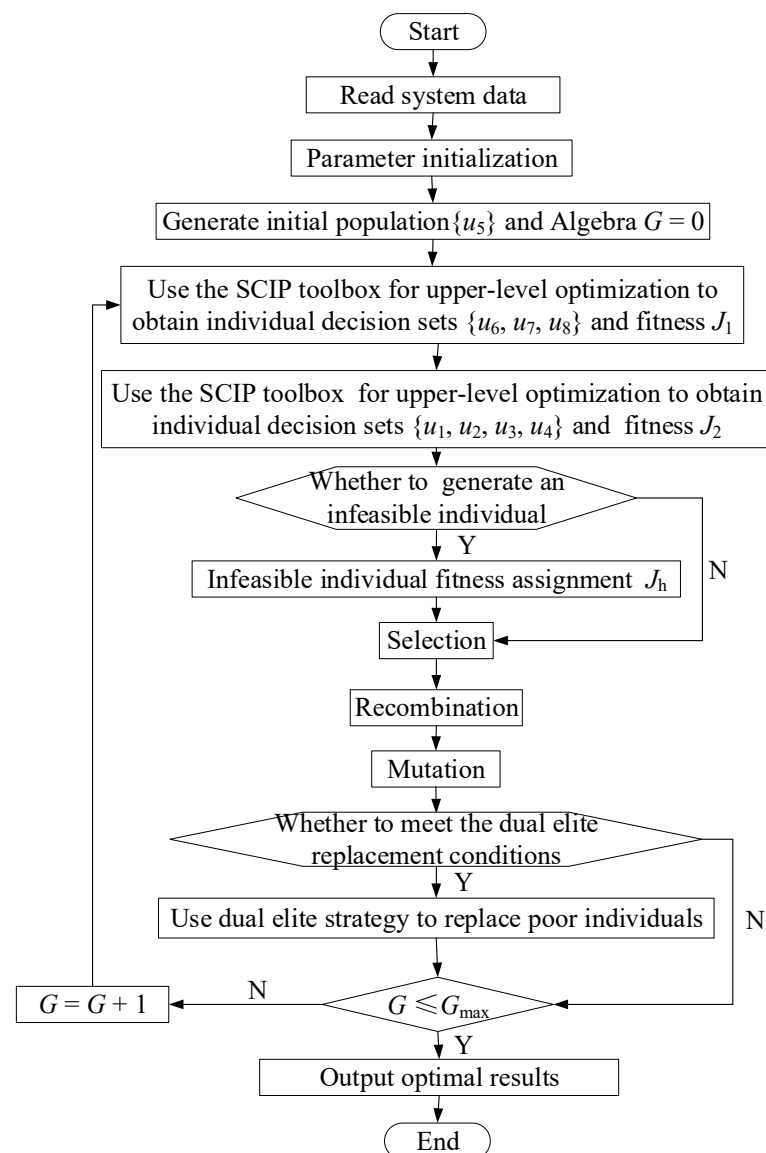 Start
Read system data
Parameter initialization
Generate initial population{u5} and Algebra G = 0
Use the SCIP toolbox for upper-level optimization to
obtain individual decision sets {u6, u7, u8} and fitness J1
Use the SCIP toolbox for upper-level optimization to obtain
individual decision sets {u1, u2, u3, u4} and fitness J2
Whether to generate an
infeasible individual
Y
N
Infeasible individual fitness assignment Jh
Selection
Recombination
Mutation
Whether to meet the dual elite
replacement conditions
Y
N
Use dual elite strategy to replace poor individuals
G = G + 1
N
G ≤ Gmax
Y
Output optimal results
End